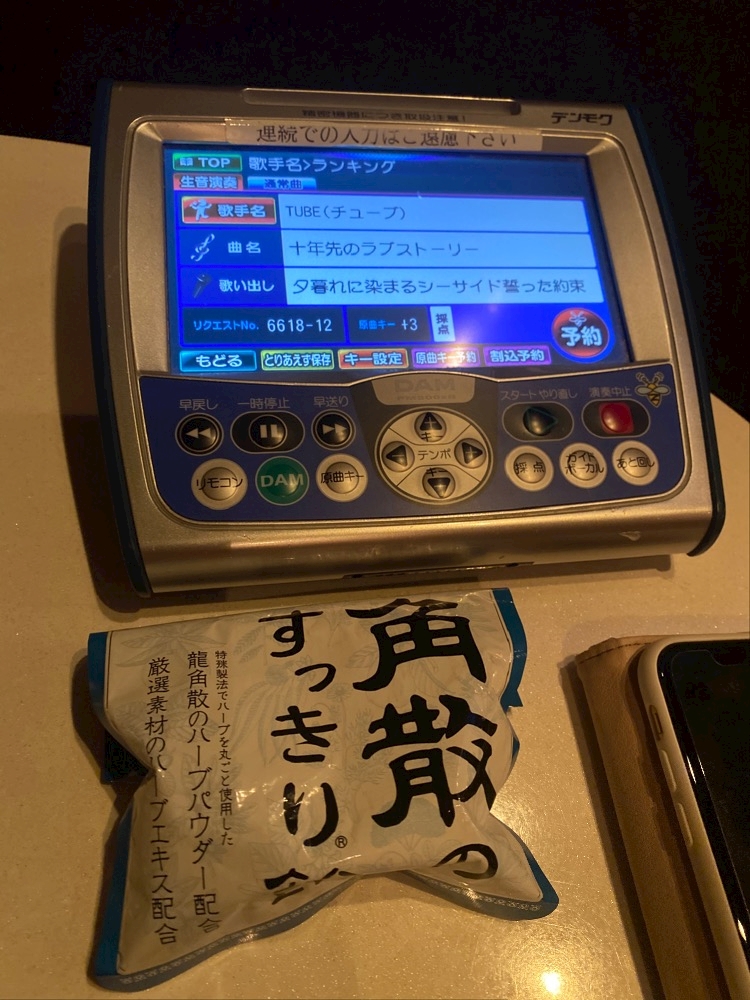 デンモク
連続での入力はご遠慮下さい
TOP 歌手名>ランキング
生音演奏 通常曲
歌手名 TUBE(チューブ)
曲名 十年先のラブストーリー
歌い出し 夕暮れに染まるシーサイド誓った約束
リクエストNo. 6618-12 原曲キー +3 採点 予約
もどる とりあえず保存 キー設定 原曲キー予約 割込予約
DAM
早戻し 一時停止 早送り
スタートやり直し 演奏中止
キー
テンポ
キー
リモコン DAM 原曲キー
採点 ガイドボーカル あと回し
角散の
すっきり®
特殊製法でハーブを丸ごと使用した
龍角散のハーブパウダー配合
厳選素材のハーブエキス配合